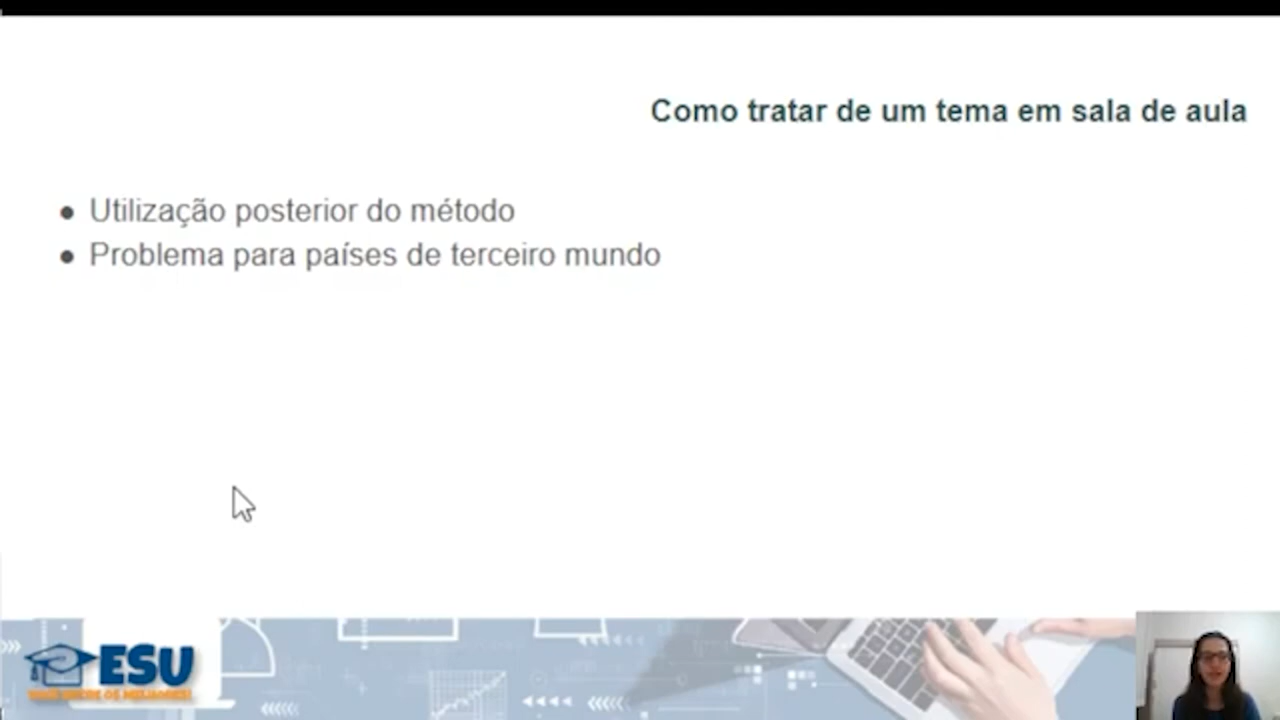 Como tratar de um tema em sala de aula
● Utilização posterior do método
● Problema para países de terceiro mundo
ESU